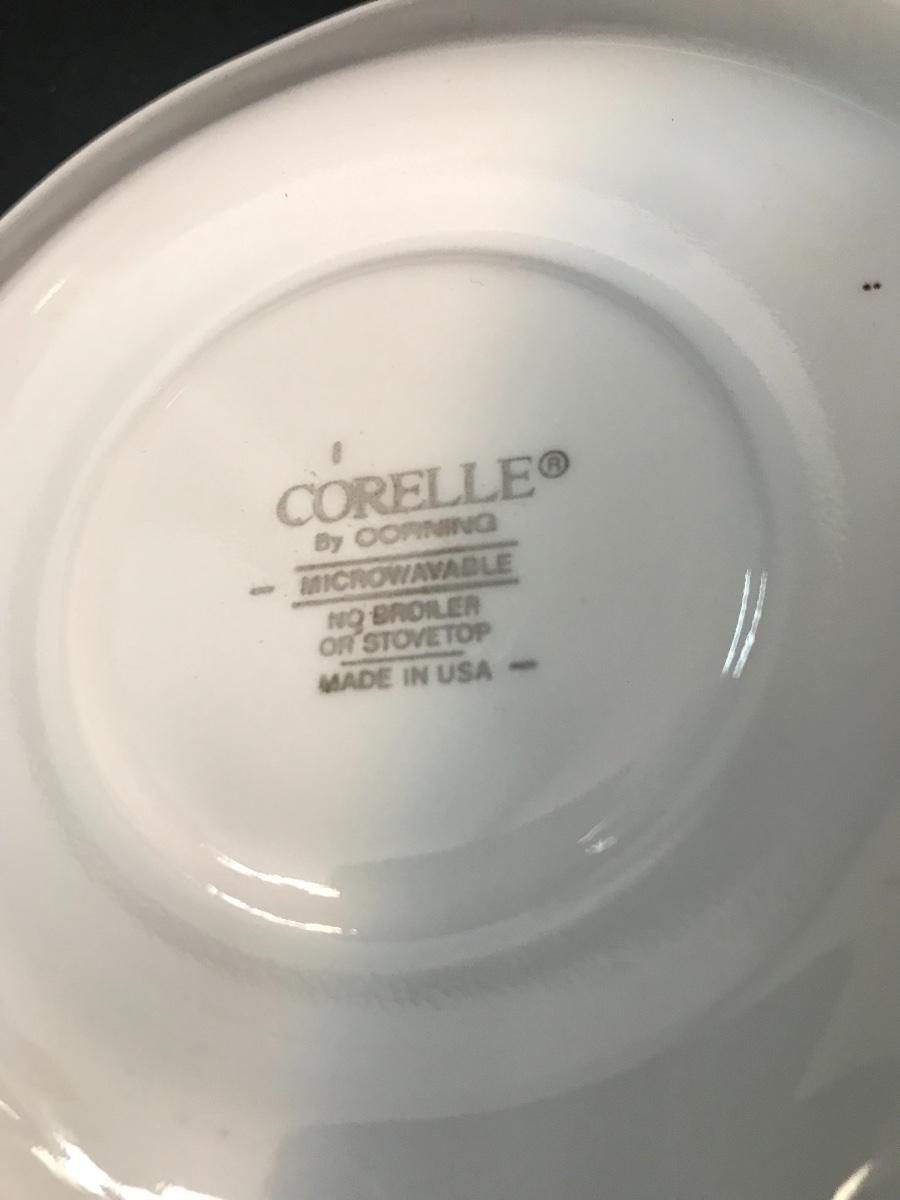 CORELLE®
By CORNING
MICROWAVABLE
NO BROILER
OR STOVETOP
MADE IN USA